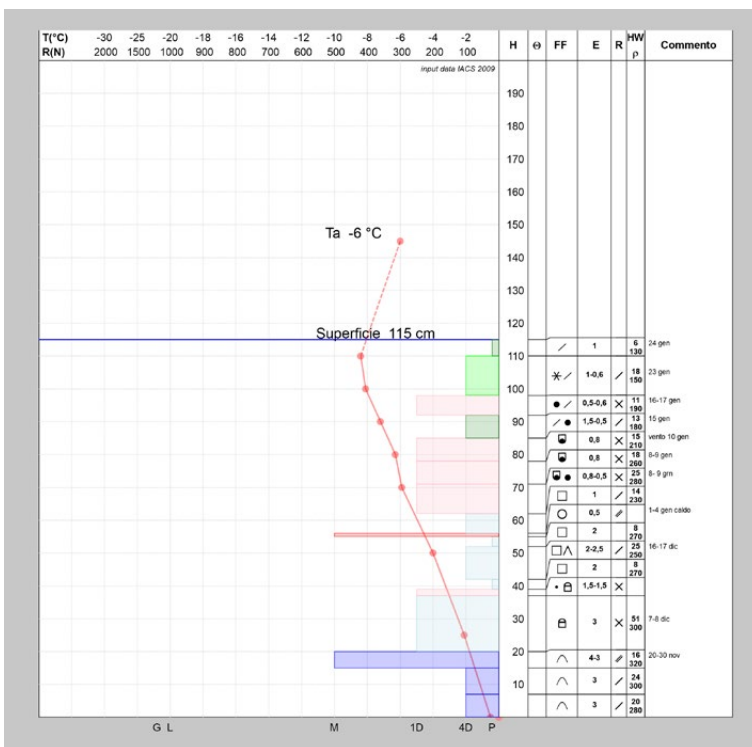 T(°C) -30 -25 -20 -18 -16 -14 -12 -10 -8 -6 -4 -2
R(N) 2000 1500 1000 900 800 700 600 500 400 300 200 100
H Θ FF E R HW ρ Commento
input data IACS 2009
190
180
170
160
150
Ta -6 °C
140
130
120
Superficie 115 cm
1 6 130 24 gen
110
1-0,6 18 150 23 gen
100
0,5-0,6 11 190 16-17 gen
90
1,5-0,5 13 180 15 gen
0,8 15 210 vento 10 gen
80
0,8 18 260 8-9 gen
0,8-0,5 25 280 8- 9 grn
70
1 14 230
0,5 1-4 gen caldo
60
2 8 270
50
2-2,5 25 250 16-17 dic
2 8 270
40
1,5-1,5
30
3 51 300 7-8 dic
20
4-3 16 320 20-30 nov
10
3 24 300
3 20 280
G L M 1D 4D P